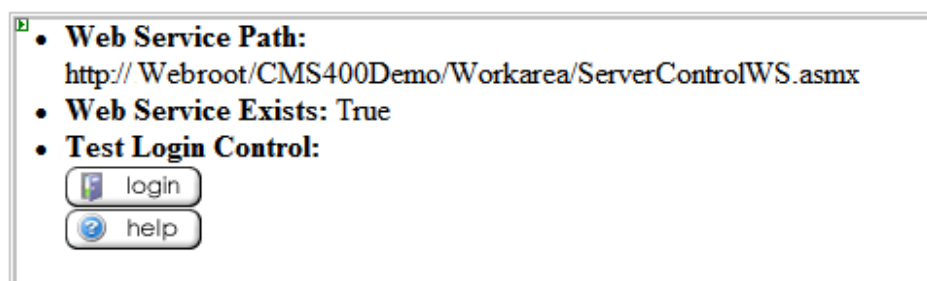 Web Service Path:
http:// Webroot/CMS400Demo/Workarea/ServerControlWS.asmx
Web Service Exists: True
Test Login Control:
login
help